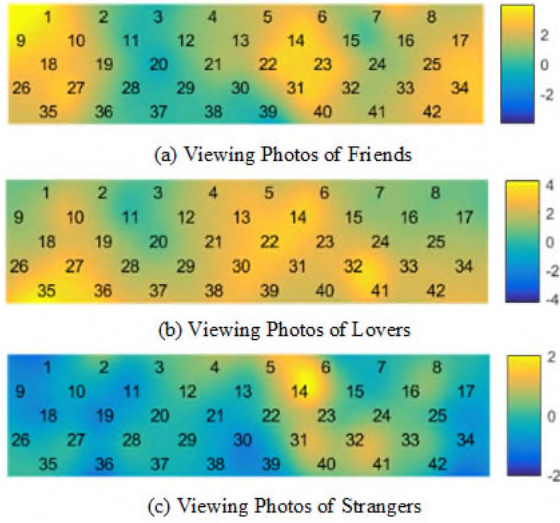 1 2 3 4 5 6 7 8
9 10 11 12 13 14 15 16 17
18 19 20 21 22 23 24 25
26 27 28 29 30 31 32 33 34
35 36 37 38 39 40 41 42
2
0
-2
(a) Viewing Photos of Friends
1 2 3 4 5 6 7 8
9 10 11 12 13 14 15 16 17
18 19 20 21 22 23 24 25
26 27 28 29 30 31 32 33 34
35 36 37 38 39 40 41 42
4
2
0
-2
-4
(b) Viewing Photos of Lovers
1 2 3 4 5 6 7 8
9 10 11 12 13 14 15 16 17
18 19 20 21 22 23 24 25
26 27 28 29 30 31 32 33 34
35 36 37 38 39 40 41 42
2
0
-2
(c) Viewing Photos of Strangers